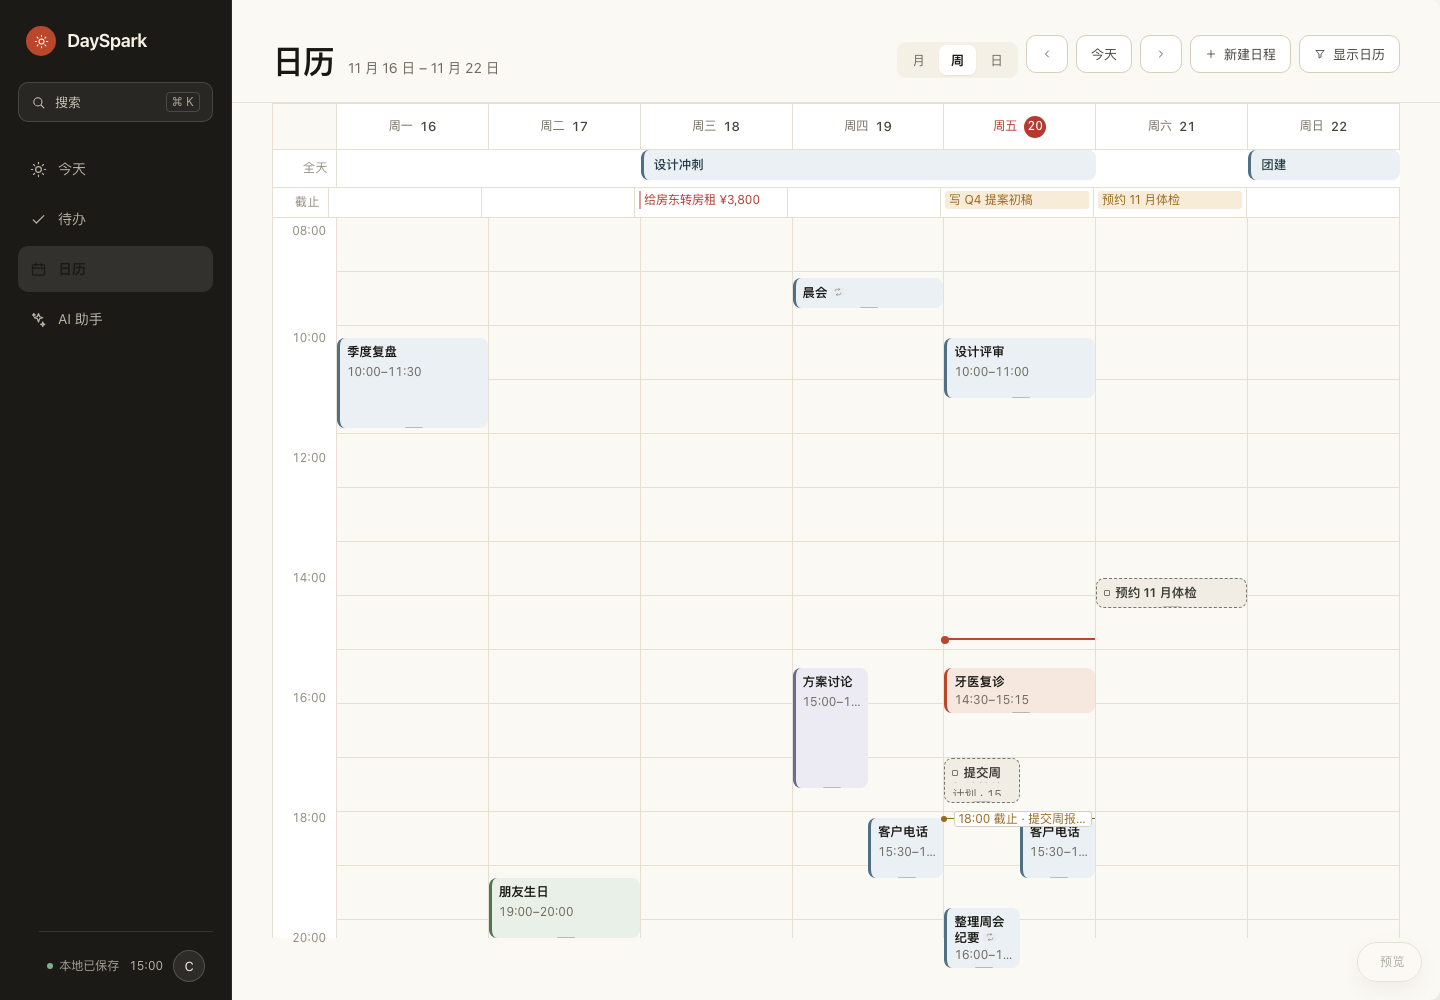 DaySpark
搜索
⌘ K
今天
待办
日历
AI 助手
本地已保存 15:00 C
日历 11 月 16 日 – 11 月 22 日
月 周 日
今天
新建日程
显示日历
周一 16 周二 17 周三 18 周四 19 周五 20 周六 21 周日 22
全天 设计冲刺 团建
截止 给房东转房租 ¥3,800 写 Q4 提案初稿 预约 11 月体检
08:00
晨会
10:00
季度复盘
10:00–11:30
设计评审
10:00–11:00
12:00
14:00
预约 11 月体检
方案讨论
15:00–1...
牙医复诊
14:30–15:15
16:00
提交周
计划 · 15
18:00
18:00 截止 · 提交周报...
客户电话
15:30–1...
客户电话
15:30–1...
朋友生日
19:00–20:00
整理周会
纪要
16:00–1...
20:00
预览